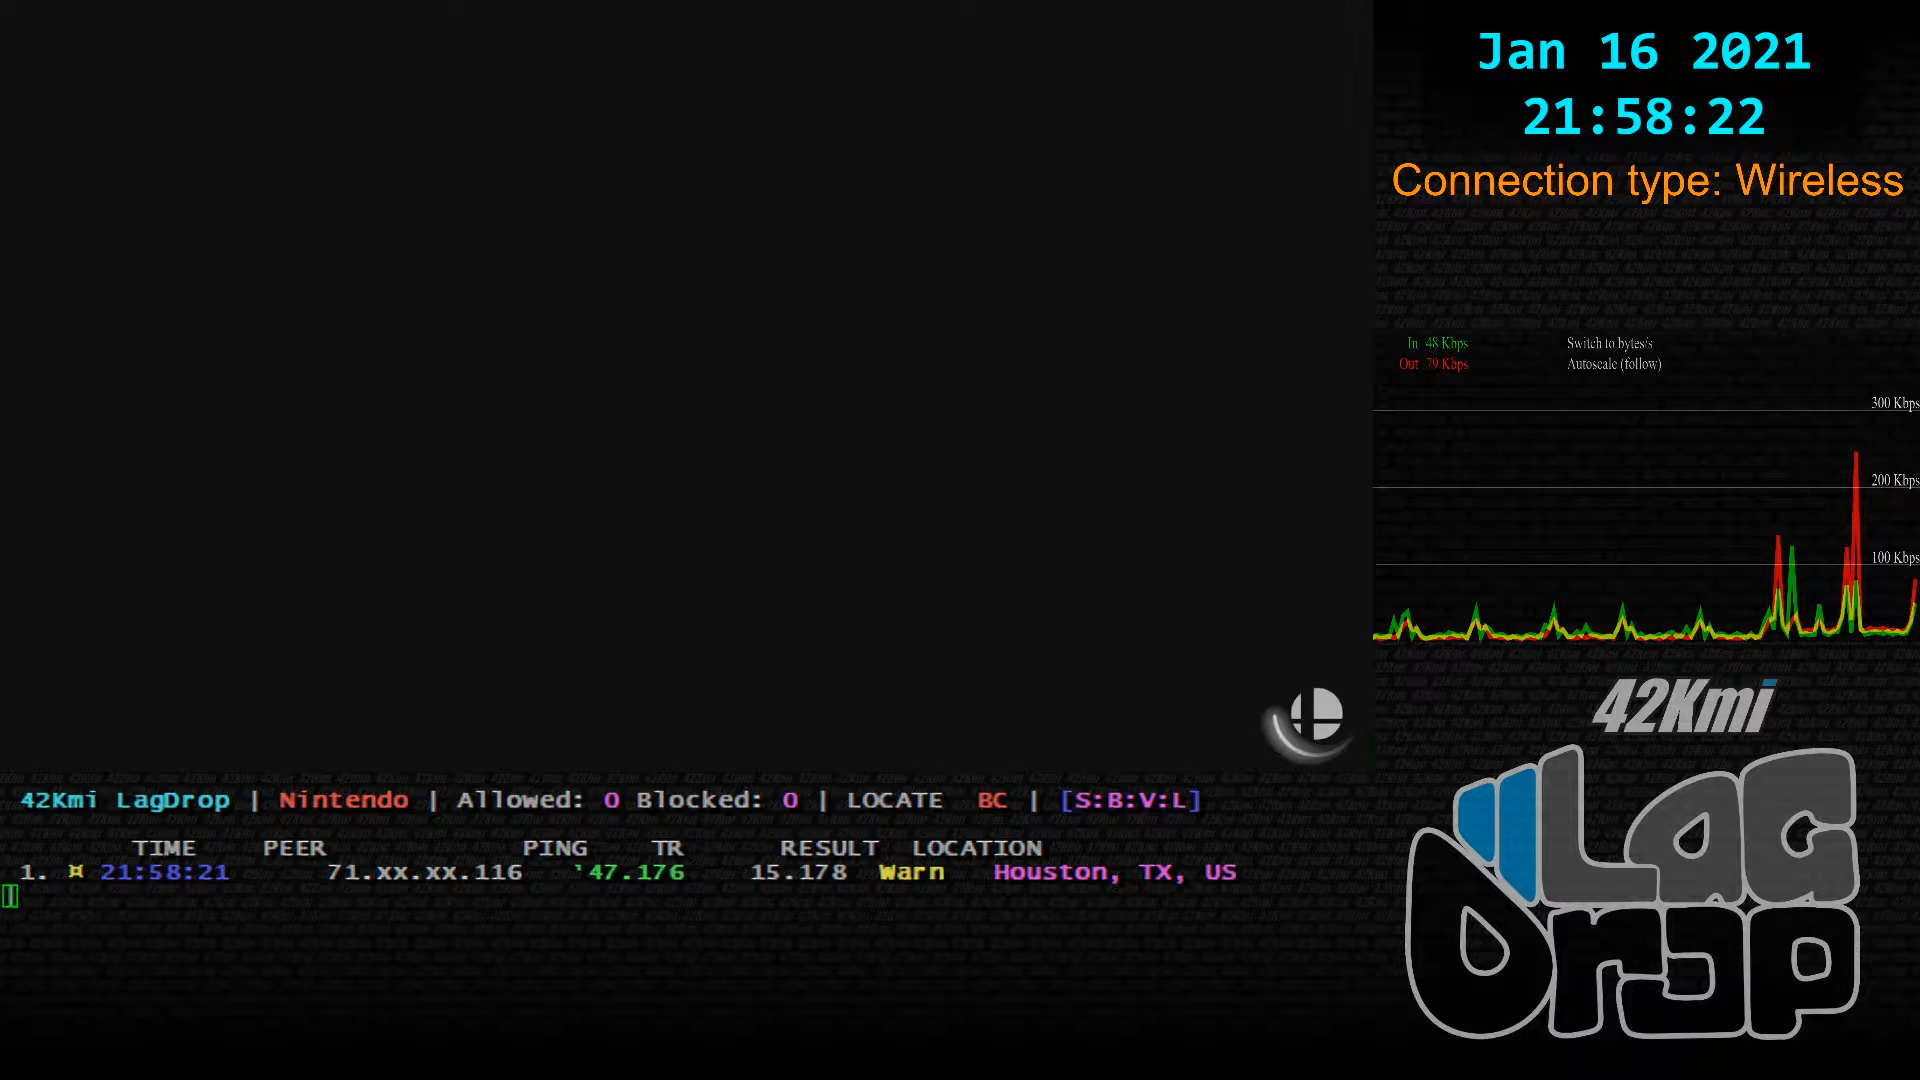 Jan 16 2021
21:58:22
Connection type: Wireless
In 48 Kbps Switch to bytes/s
Out 79 Kbps Autoscale (follow)
300 Kbps
200 Kbps
100 Kbps
42Kmi
LAG
DrOp
42Kmi LagDrop | Nintendo | Allowed: 0 Blocked: 0 | LOCATE BC | [S:B:V:L]
TIME PEER PING TR RESULT LOCATION
1. ¤ 21:58:21 71.xx.xx.116 '47.176 15.178 Warn Houston, TX, US